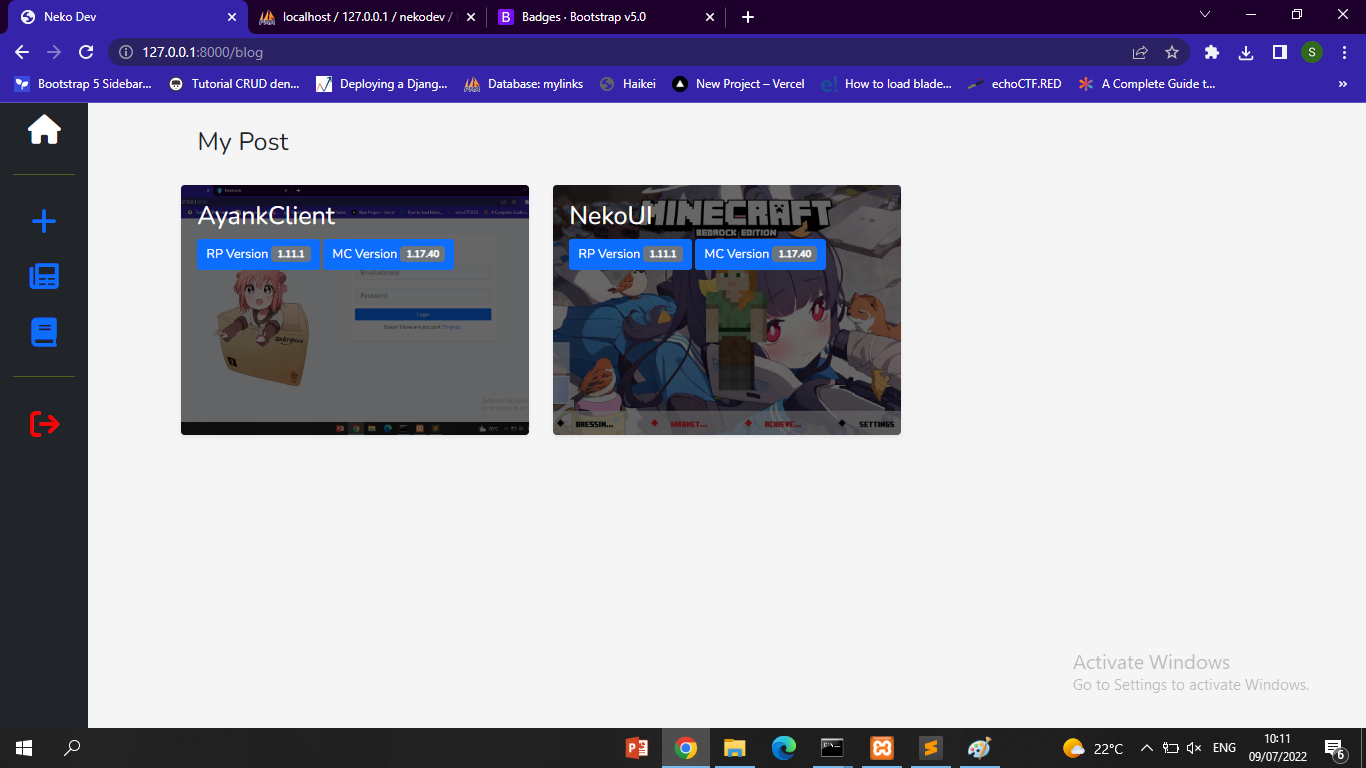 Neko Dev
localhost / 127.0.0.1 / nekodev /
Badges · Bootstrap v5.0
127.0.0.1:8000/blog
S
Bootstrap 5 Sidebar...
Tutorial CRUD den...
Deploying a Djang...
Database: mylinks
Haikei
New Project – Vercel
How to load blade...
echoCTF.RED
A Complete Guide t...
»
My Post
AyankClient
RP Version 1.11.1
MC Version 1.17.40
Email address
Password
Login
NekoUI
MINECRAFT
BEDROCK EDITION
RP Version 1.11.1
MC Version 1.17.40
DRESSIN...
MARKET...
ACHIEVE...
SETTINGS
Activate Windows
Go to Settings to activate Windows.
22°C
ENG
10:11
09/07/2022
6